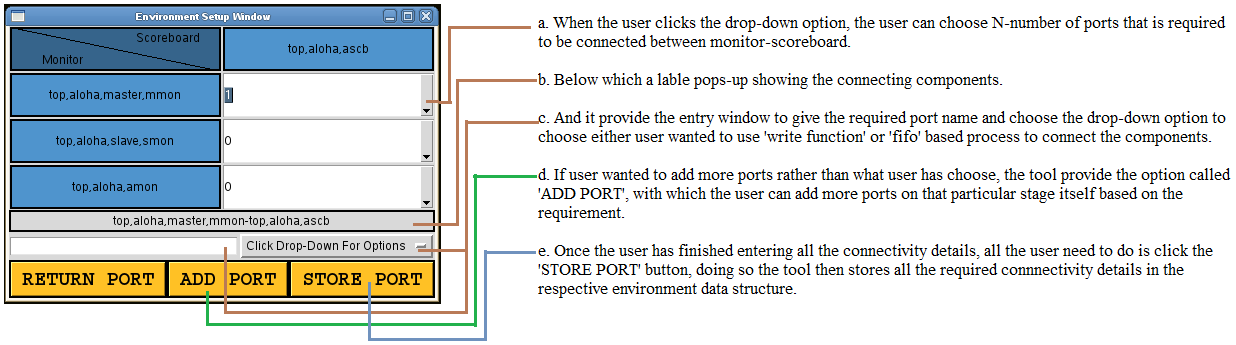 Environment Setup Window
Scoreboard
Monitor
top,aloha,ascb
top,aloha,master,mmon
1
top,aloha,slave,smon
0
top,aloha,amon
0
top,aloha,master,mmon-top,aloha,ascb
Click Drop-Down For Options
RETURN PORT
ADD PORT
STORE PORT
a. When the user clicks the drop-down option, the user can choose N-number of ports that is required
to be connected between monitor-scoreboard.
b. Below which a lable pops-up showing the connecting components.
c. And it provide the entry window to give the required port name and choose the drop-down option to
choose either user wanted to use 'write function' or 'fifo' based process to connect the components.
d. If user wanted to add more ports rather than what user has choose, the tool provide the option called
'ADD PORT', with which the user can add more ports on that particular stage itself based on the
requirement.
e. Once the user has finished entering all the connectivity details, all the user need to do is click the
'STORE PORT' button, doing so the tool then stores all the required connnectivity details in the
respective environment data structure.